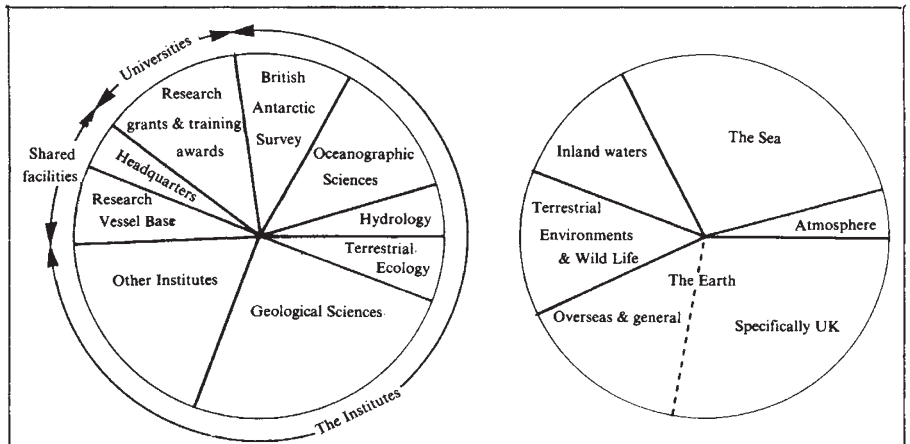 Universities
Shared
facilities
The Institutes
Research
grants & training
awards
British
Antarctic
Survey
Oceanographic
Sciences
Hydrology
Terrestrial
Ecology
Geological Sciences
Other Institutes
Research
Vessel Base
Headquarters
The Sea
Atmosphere
The Earth
Specifically UK
Overseas & general
Terrestrial
Environments
& Wild Life
Inland waters